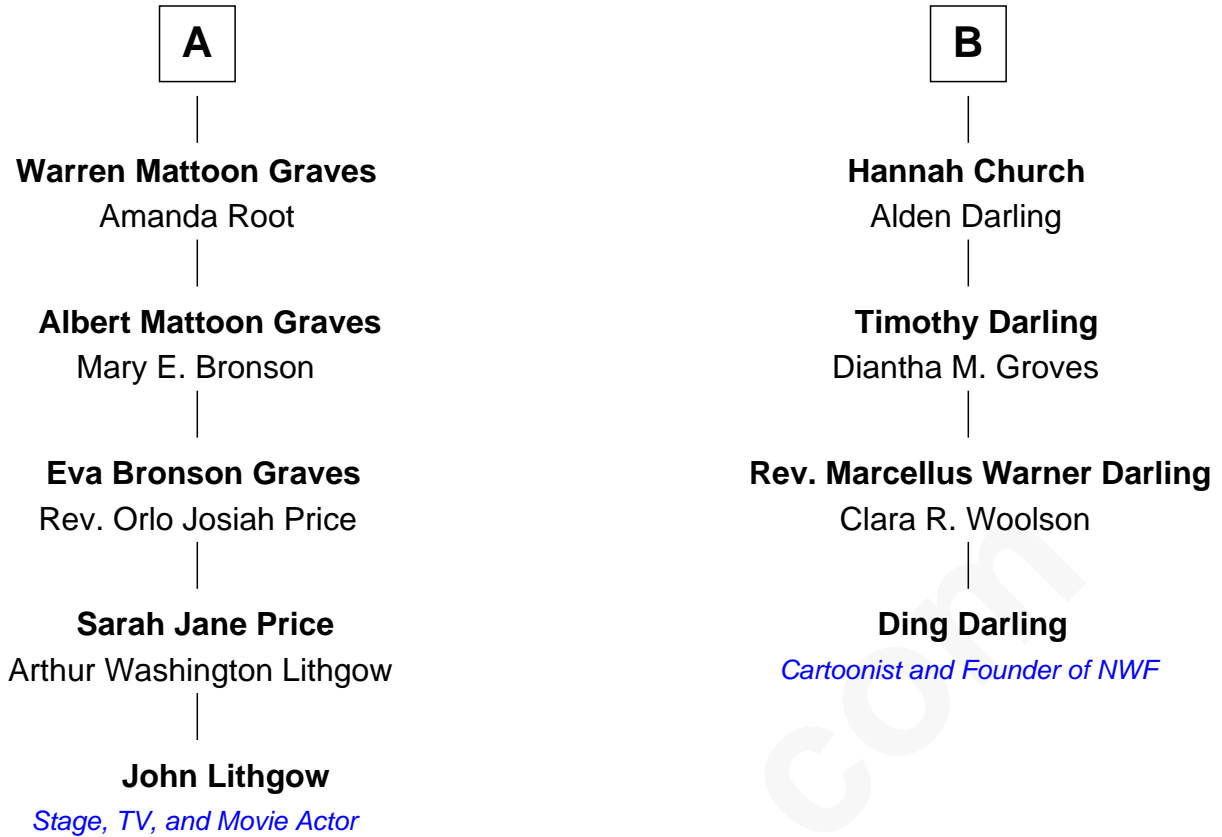 A
Warren Mattoon Graves
Amanda Root
Albert Mattoon Graves
Mary E. Bronson
Eva Bronson Graves
Rev. Orlo Josiah Price
Sarah Jane Price
Arthur Washington Lithgow
John Lithgow
Stage, TV, and Movie Actor
B
Hannah Church
Alden Darling
Timothy Darling
Diantha M. Groves
Rev. Marcellus Warner Darling
Clara R. Woolson
Ding Darling
Cartoonist and Founder of NWF
com